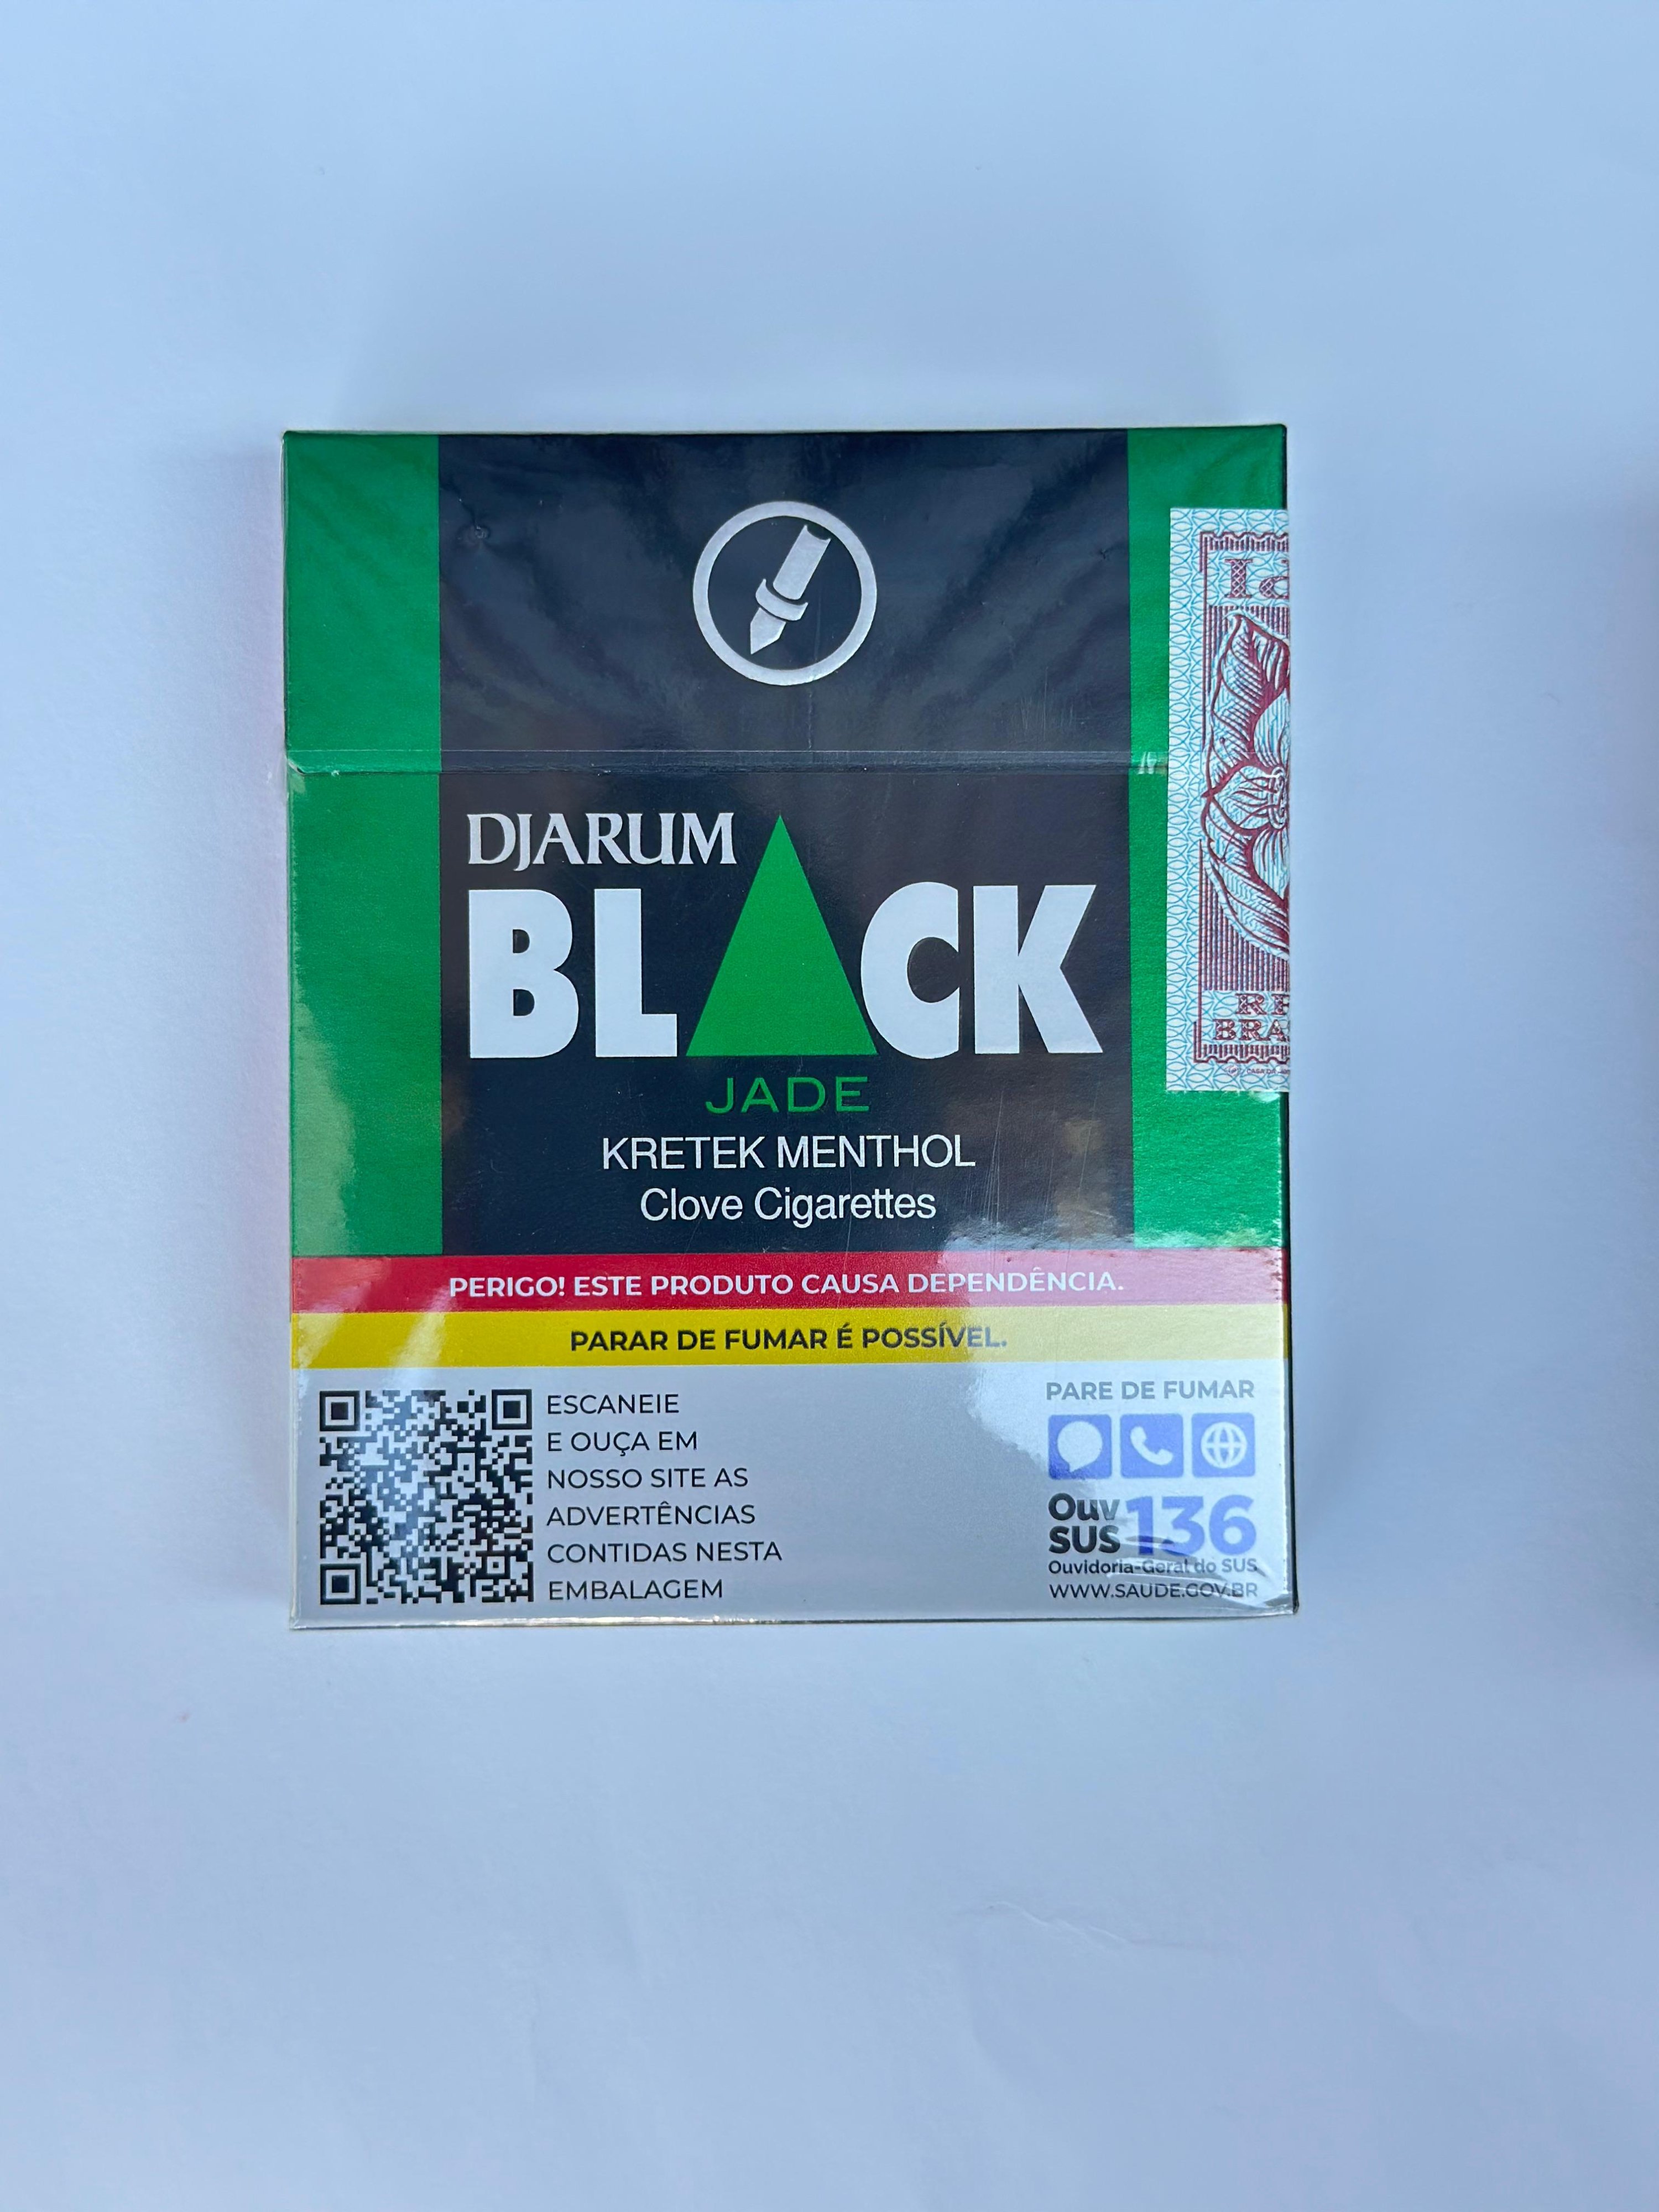 DJARUM
BLACK
JADE
KRETEK MENTHOL
Clove Cigarettes
PERIGO! ESTE PRODUTO CAUSA DEPENDÊNCIA.
PARAR DE FUMAR É POSSÍVEL.
ESCANEIE
E OUÇA EM
NOSSO SITE AS
ADVERTÊNCIAS
CONTIDAS NESTA
EMBALAGEM
PARE DE FUMAR
Ouv
SUS 136
Ouvidoria-Geral do SUS
WWW.SAUDE.GOV.BR